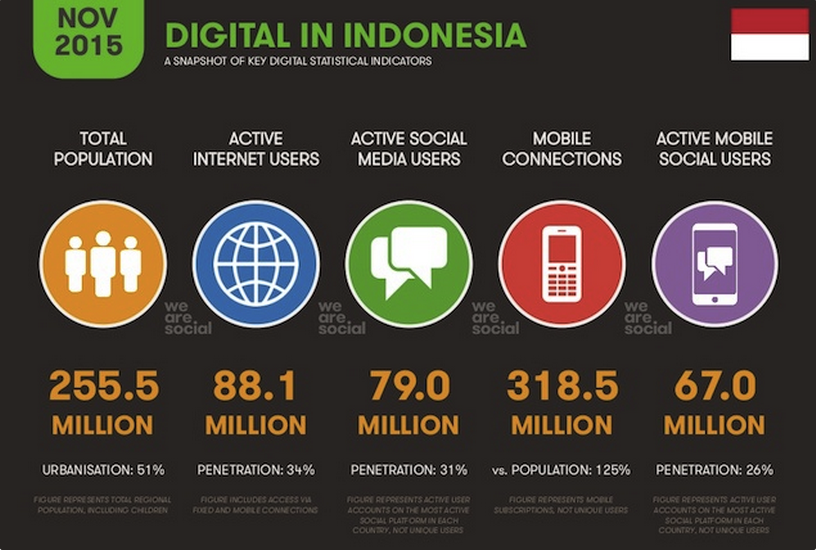 NOV
2015
DIGITAL IN INDONESIA
A SNAPSHOT OF KEY DIGITAL STATISTICAL INDICATORS
TOTAL
POPULATION
ACTIVE
INTERNET USERS
ACTIVE SOCIAL
MEDIA USERS
MOBILE
CONNECTIONS
ACTIVE MOBILE
SOCIAL USERS
we
are
social
we
are
social
we
are
social
we
are
social
255.5
MILLION
88.1
MILLION
79.0
MILLION
318.5
MILLION
67.0
MILLION
URBANISATION: 51%
PENETRATION: 34%
PENETRATION: 31%
vs. POPULATION: 125%
PENETRATION: 26%
FIGURE REPRESENTS TOTAL REGIONAL
POPULATION, INCLUDING CHILDREN
FIGURE INCLUDES ACCESS VIA
FIXED AND MOBILE CONNECTIONS
FIGURE REPRESENTS ACTIVE USER
ACCOUNTS ON THE MOST ACTIVE
SOCIAL PLATFORM IN EACH
COUNTRY, NOT UNIQUE USERS
FIGURE REPRESENTS MOBILE
SUBSCRIPTIONS, NOT UNIQUE USERS
FIGURE REPRESENTS ACTIVE USER
ACCOUNTS ON THE MOST ACTIVE
SOCIAL PLATFORM IN EACH
COUNTRY, NOT UNIQUE USERS